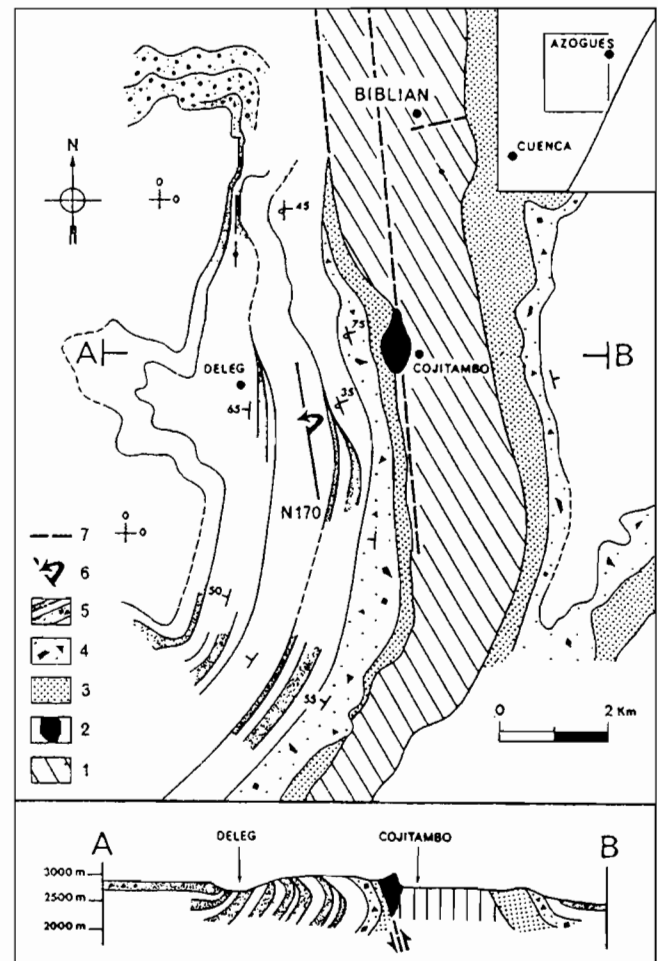 AZOGUES
BIBLIAN
CUENCA
N
45
O
O
75
A
B
DELEG
COJITAMBO
65
35
N170
O
O
7
6
50
5
4
3
55
0 2 Km
2
1
A DELEG COJITAMBO B
3000 m
2500 m
2000 m